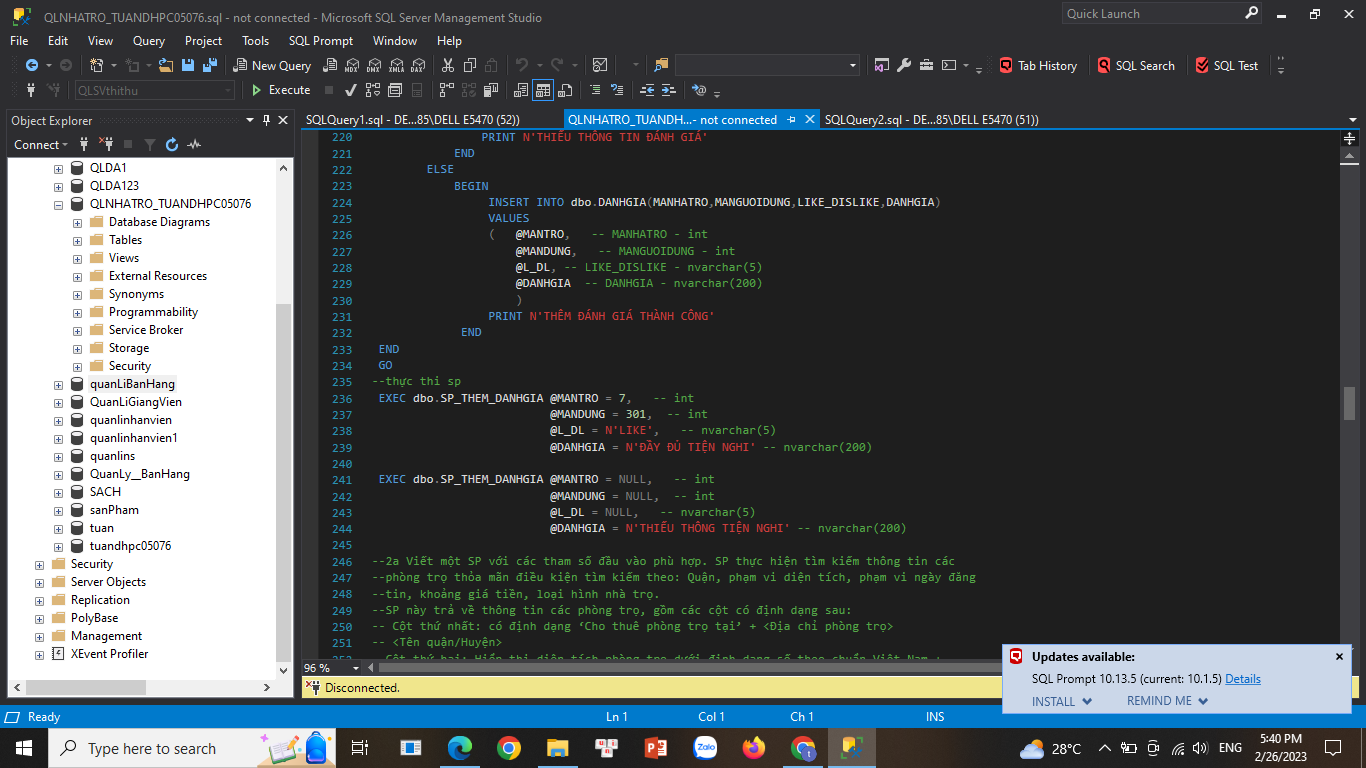 QLNHATRO_TUANDHPC05076.sql - not connected - Microsoft SQL Server Management Studio
Quick Launch
File Edit View Query Project Tools SQL Prompt Window Help
New Query
MDX DMX XMLA DAX
Tab History SQL Search SQL Test
QLSVthithu
Execute
Object Explorer
SQLQuery1.sql - DE...85\DELL E5470 (52))
QLNHATRO_TUANDH...- not connected
SQLQuery2.sql - DE...85\DELL E5470 (51))
Connect
QLDA1
QLDA123
QLNHATRO_TUANDHPC05076
Database Diagrams
Tables
Views
External Resources
Synonyms
Programmability
Service Broker
Storage
Security
quanLiBanHang
QuanLiGiangVien
quanlinhanvien
quanlinhanvien1
quanlins
QuanLy__BanHang
SACH
sanPham
tuan
tuandhpc05076
Security
Server Objects
Replication
PolyBase
Management
XEvent Profiler
220 PRINT N'THIẾU THÔNG TIN ĐÁNH GIÁ'
221 END
222 ELSE
223 BEGIN
224 INSERT INTO dbo.DANHGIA(MANHATRO,MANGUOIDUNG,LIKE_DISLIKE,DANHGIA)
225 VALUES
226 ( @MANTRO, -- MANHATRO - int
227 @MANDUNG, -- MANGUOIDUNG - int
228 @L_DL, -- LIKE_DISLIKE - nvarchar(5)
229 @DANHGIA -- DANHGIA - nvarchar(200)
230 )
231 PRINT N'THÊM ĐÁNH GIÁ THÀNH CÔNG'
232 END
233 END
234 GO
235 --thực thi sp
236 EXEC dbo.SP_THEM_DANHGIA @MANTRO = 7, -- int
237 @MANDUNG = 301, -- int
238 @L_DL = N'LIKE', -- nvarchar(5)
239 @DANHGIA = N'ĐẦY ĐỦ TIỆN NGHI' -- nvarchar(200)
240
241 EXEC dbo.SP_THEM_DANHGIA @MANTRO = NULL, -- int
242 @MANDUNG = NULL, -- int
243 @L_DL = NULL, -- nvarchar(5)
244 @DANHGIA = N'THIẾU THÔNG TIỆN NGHI' -- nvarchar(200)
245
246 --2a Viết một SP với các tham số đầu vào phù hợp. SP thực hiện tìm kiếm thông tin các
247 --phòng trọ thỏa mãn điều kiện tìm kiếm theo: Quận, phạm vi diện tích, phạm vi ngày đăng
248 --tin, khoảng giá tiền, loại hình nhà trọ.
249 --SP này trả về thông tin các phòng trọ, gồm các cột có định dạng sau:
250 -- Cột thứ nhất: có định dạng ‘Cho thuê phòng trọ tại’ + <Địa chỉ phòng trọ>
251 -- <Tên quận/Huyện>
96 %
Disconnected.
Updates available:
SQL Prompt 10.13.5 (current: 10.1.5) Details
INSTALL REMIND ME
Ready Ln 1 Col 1 Ch 1 INS
Type here to search
Zalo
28°C
ENG
5:40 PM
2/26/2023